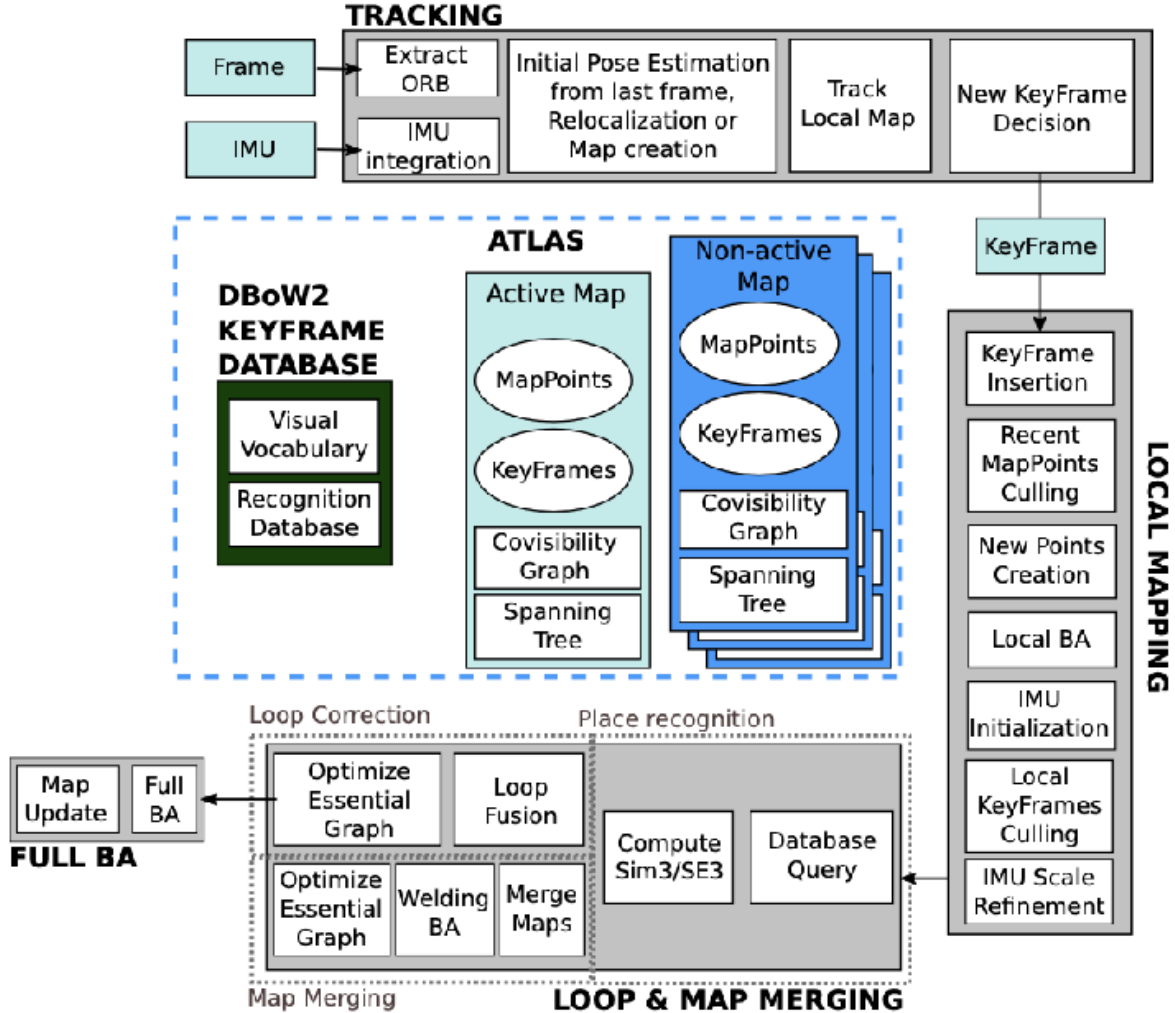 TRACKING
Frame
IMU
Extract
ORB
IMU
integration
Initial Pose Estimation
from last frame,
Relocalization or
Map creation
Track
Local Map
New KeyFrame
Decision
KeyFrame
ATLAS
DBoW2
KEYFRAME
DATABASE
Visual
Vocabulary
Recognition
Database
Active Map
MapPoints
KeyFrames
Covisibility
Graph
Spanning
Tree
Non-active
Map
MapPoints
KeyFrames
Covisibility
Graph
Spanning
Tree
LOCAL MAPPING
KeyFrame
Insertion
Recent
MapPoints
Culling
New Points
Creation
Local BA
IMU
Initialization
Local
KeyFrames
Culling
IMU Scale
Refinement
Loop Correction
Place recognition
Optimize
Essential
Graph
Loop
Fusion
Compute
Sim3/SE3
Database
Query
Optimize
Essential
Graph
Welding
BA
Merge
Maps
Map Merging
LOOP & MAP MERGING
Map
Update
Full
BA
FULL BA